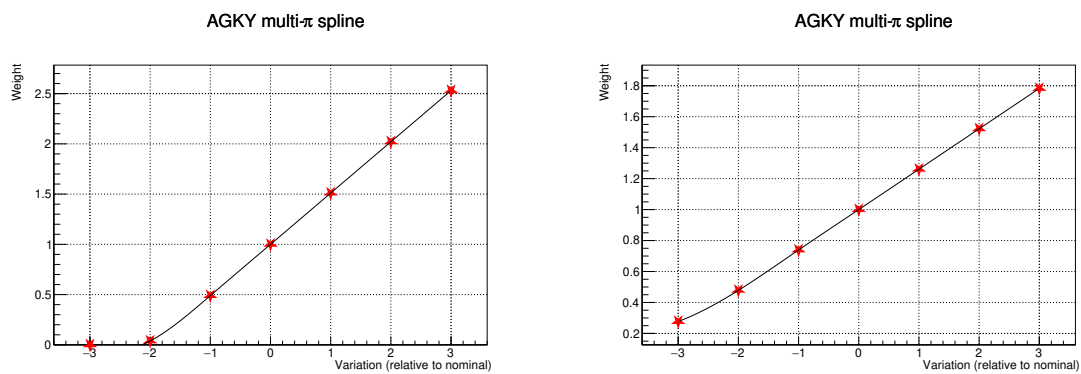 AGKY multi-π spline
Weight
2.5
2
1.5
1
0.5
0
−3 −2 −1 0 1 2 3
Variation (relative to nominal)
AGKY multi-π spline
Weight
1.8
1.6
1.4
1.2
1
0.8
0.6
0.4
0.2
−3 −2 −1 0 1 2 3
Variation (relative to nominal)